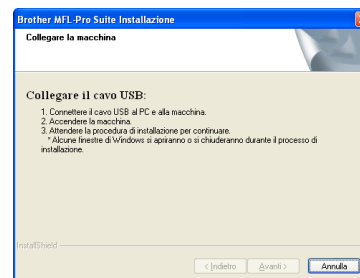 Brother MFL-Pro Suite Installazione
Collegare la macchina
Collegare il cavo USB:
1. Connettere il cavo USB al PC e alla macchina.
2. Accendere la macchina.
3. Attendere la procedura di installazione per continuare.
* Alcune finestre di Windows si apriranno o si chiuderanno durante il processo di
installazione.
InstallShield
< Indietro
Avanti >
Annulla